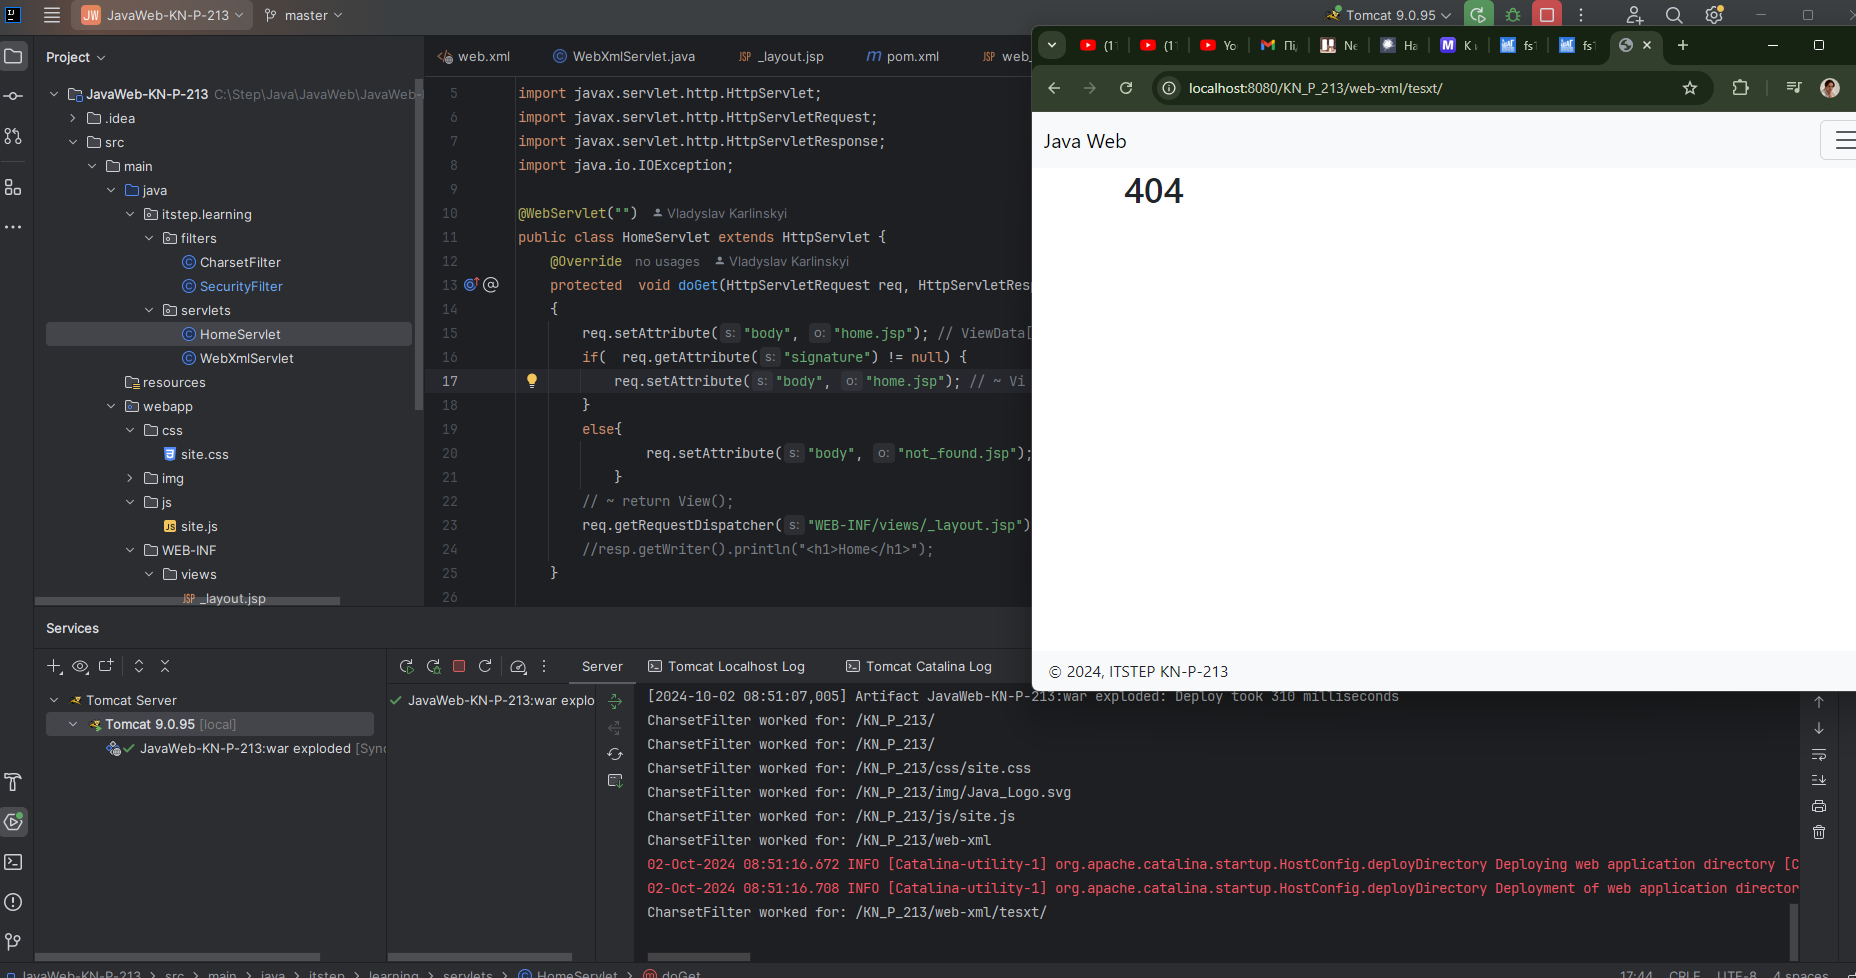 JW JavaWeb-KN-P-213
master
Tomcat 9.0.95
Project
web.xml
WebXmlServlet.java
JSP _layout.jsp
m pom.xml
JSP web_
JavaWeb-KN-P-213 C:\Step\Java\JavaWeb\JavaWeb-
.idea
src
main
java
itstep.learning
filters
CharsetFilter
SecurityFilter
servlets
HomeServlet
WebXmlServlet
resources
webapp
css
site.css
img
js
JS site.js
WEB-INF
views
JSP _layout.jsp
5 import javax.servlet.http.HttpServlet;
6 import javax.servlet.http.HttpServletRequest;
7 import javax.servlet.http.HttpServletResponse;
8 import java.io.IOException;
9
10 @WebServlet("") Vladyslav Karlinskyi
11 public class HomeServlet extends HttpServlet {
12 @Override no usages Vladyslav Karlinskyi
13 protected void doGet(HttpServletRequest req, HttpServletRes
14 {
15 req.setAttribute( s: "body", o: "home.jsp"); // ViewData[
16 if( req.getAttribute( s: "signature") != null) {
17 req.setAttribute( s: "body", o: "home.jsp"); // ~ Vi
18 }
19 else{
20 req.setAttribute( s: "body", o: "not_found.jsp");
21 }
22 // ~ return View();
23 req.getRequestDispatcher( s: "WEB-INF/views/_layout.jsp")
24 //resp.getWriter().println("<h1>Home</h1>");
25 }
26
(1
(1
Yo
Ne
Ha
M K
fs1
fs1
localhost:8080/KN_P_213/web-xml/tesxt/
Java Web
404
© 2024, ITSTEP KN-P-213
Services
Server
Tomcat Localhost Log
Tomcat Catalina Log
Tomcat Server
Tomcat 9.0.95 [local]
JavaWeb-KN-P-213:war exploded [Sync
JavaWeb-KN-P-213:war explo
[2024-10-02 08:51:07,005] Artifact JavaWeb-KN-P-213:war exploded: Deploy took 310 milliseconds
CharsetFilter worked for: /KN_P_213/
CharsetFilter worked for: /KN_P_213/
CharsetFilter worked for: /KN_P_213/css/site.css
CharsetFilter worked for: /KN_P_213/img/Java_Logo.svg
CharsetFilter worked for: /KN_P_213/js/site.js
CharsetFilter worked for: /KN_P_213/web-xml
02-Oct-2024 08:51:16.672 INFO [Catalina-utility-1] org.apache.catalina.startup.HostConfig.deployDirectory Deploying web application directory [C
02-Oct-2024 08:51:16.708 INFO [Catalina-utility-1] org.apache.catalina.startup.HostConfig.deployDirectory Deployment of web application director
CharsetFilter worked for: /KN_P_213/web-xml/tesxt/
JavaWeb-KN-P-213 > src > main > java > itstep > learning > servlets > HomeServlet > doGet
17:44 CRLF UTF-8 4 spaces